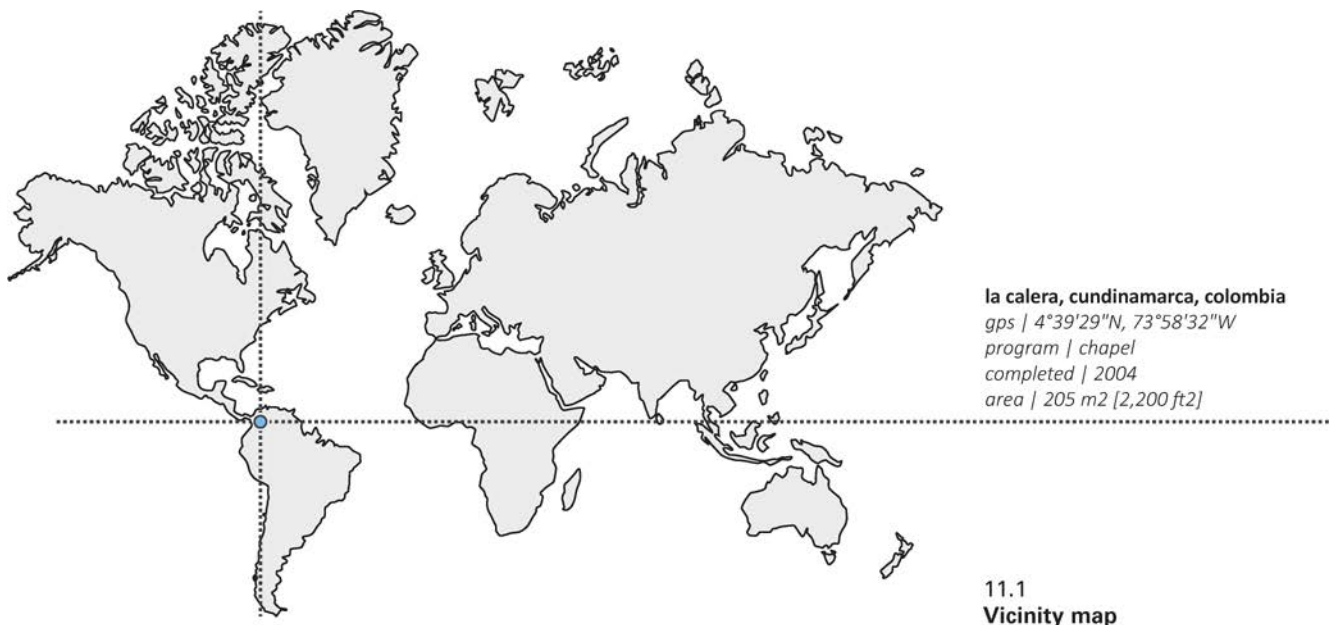 la calera, cundinamarca, colombia
gps | 4°39'29"N, 73°58'32"W
program | chapel
completed | 2004
area | 205 m2 [2,200 ft2]
11.1
Vicinity map